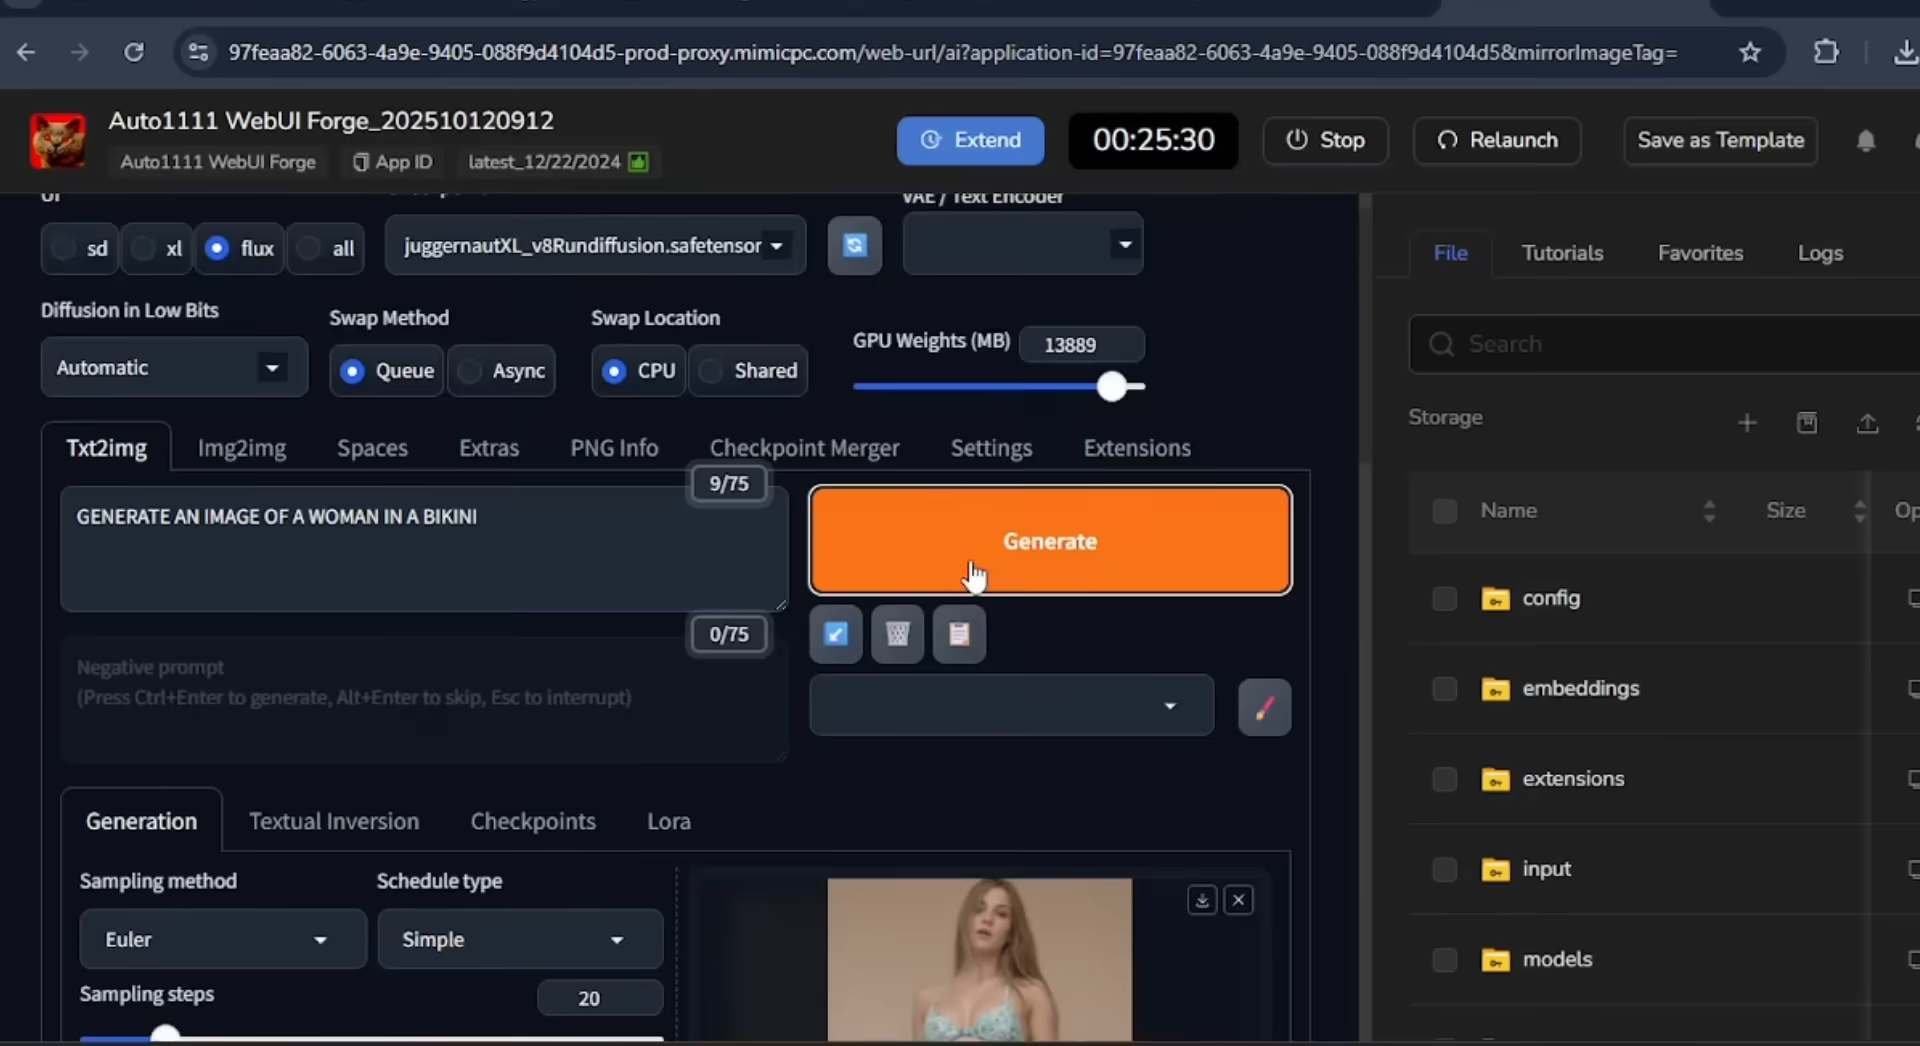 97feaa82-6063-4a9e-9405-088f9d4104d5-prod-proxy.mimicpc.com/web-url/ai?application-id=97feaa82-6063-4a9e-9405-088f9d4104d5&mirrorImageTag=
Auto1111 WebUI Forge_202510120912
Auto1111 WebUI Forge
App ID
latest_12/22/2024
Extend
00:25:30
Stop
Relaunch
Save as Template
VAE / Text Encoder
sd
xl
flux
all
juggernautXL_v8Rundiffusion.safetensor
Diffusion in Low Bits
Automatic
Swap Method
Queue
Async
Swap Location
CPU
Shared
GPU Weights (MB)
13889
Txt2img
Img2img
Spaces
Extras
PNG Info
Checkpoint Merger
Settings
Extensions
9/75
GENERATE AN IMAGE OF A WOMAN IN A BIKINI
Generate
0/75
Negative prompt
(Press Ctrl+Enter to generate, Alt+Enter to skip, Esc to interrupt)
Generation
Textual Inversion
Checkpoints
Lora
Sampling method
Euler
Schedule type
Simple
Sampling steps
20
File
Tutorials
Favorites
Logs
Search
Storage
Name
Size
Op
config
embeddings
extensions
input
models